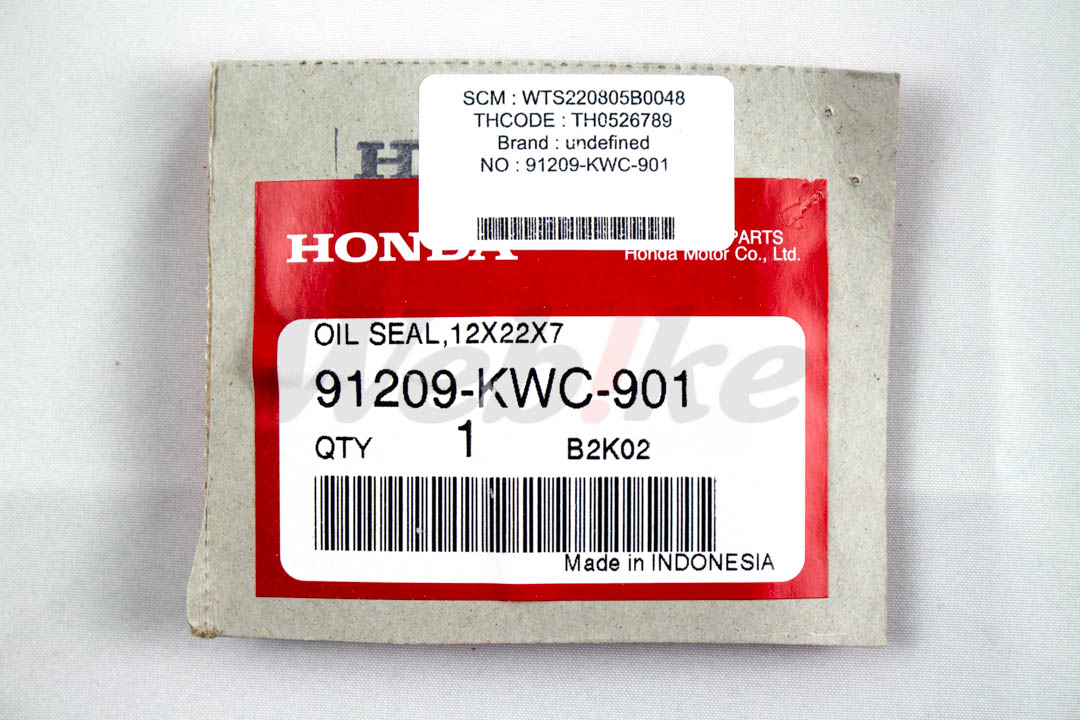 SCM : WTS220805B0048
THCODE : TH0526789
Brand : undefined
NO : 91209-KWC-901
H
HONDA
PARTS
Honda Motor Co., Ltd.
OIL SEAL,12X22X7
Webike
91209-KWC-901
QTY 1 B2K02
Made in INDONESIA